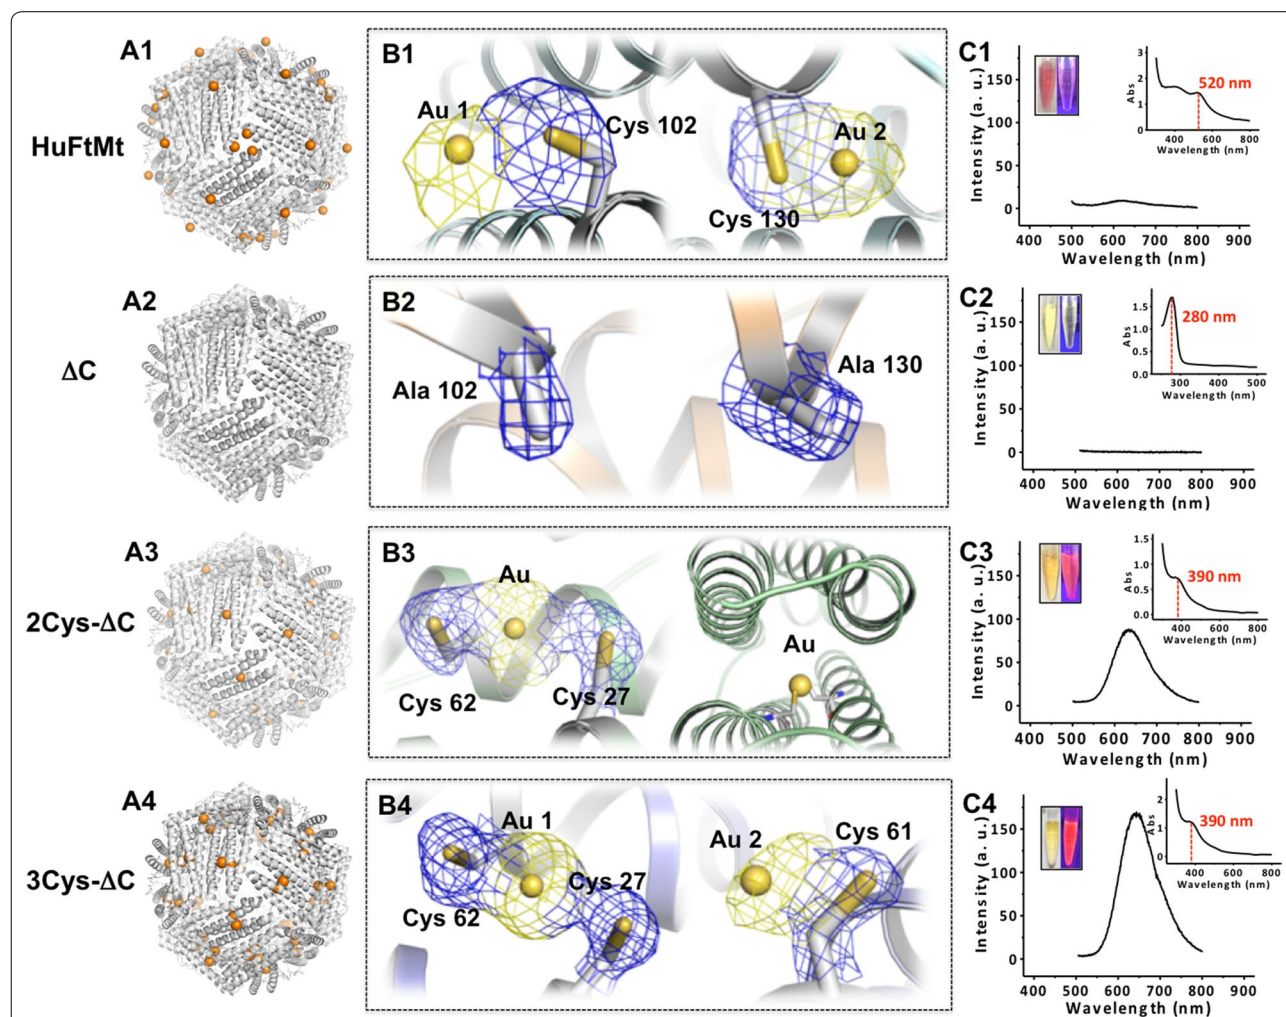 A1
HuFtMt
B1
Au 1
Cys 102
Au 2
Cys 130
C1
Intensity (a. u.)
150
100
50
0
400 500 600 700 800 900
Wavelength (nm)
Abs
3
2
1
0
520 nm
400 600 800
Wavelength (nm)
A2
ΔC
B2
Ala 102
Ala 130
C2
Intensity (a. u.)
150
100
50
0
400 500 600 700 800 900
Wavelength (nm)
Abs
1.5
1.0
0.5
0.0
280 nm
300 400 500
Wavelength (nm)
A3
2Cys-ΔC
B3
Au
Cys 62
Cys 27
Au
C3
Intensity (a. u.)
150
100
50
0
400 500 600 700 800 900
Wavelength (nm)
Abs
1.5
1.0
0.5
0.0
390 nm
400 600 800
Wavelength (nm)
A4
3Cys-ΔC
B4
Au 1
Cys 62
Cys 27
Au 2
Cys 61
C4
Intensity (a. u.)
150
100
50
0
400 500 600 700 800 900
Wavelength (nm)
Abs
2
1
0
390 nm
400 600 800
Wavelength (nm)